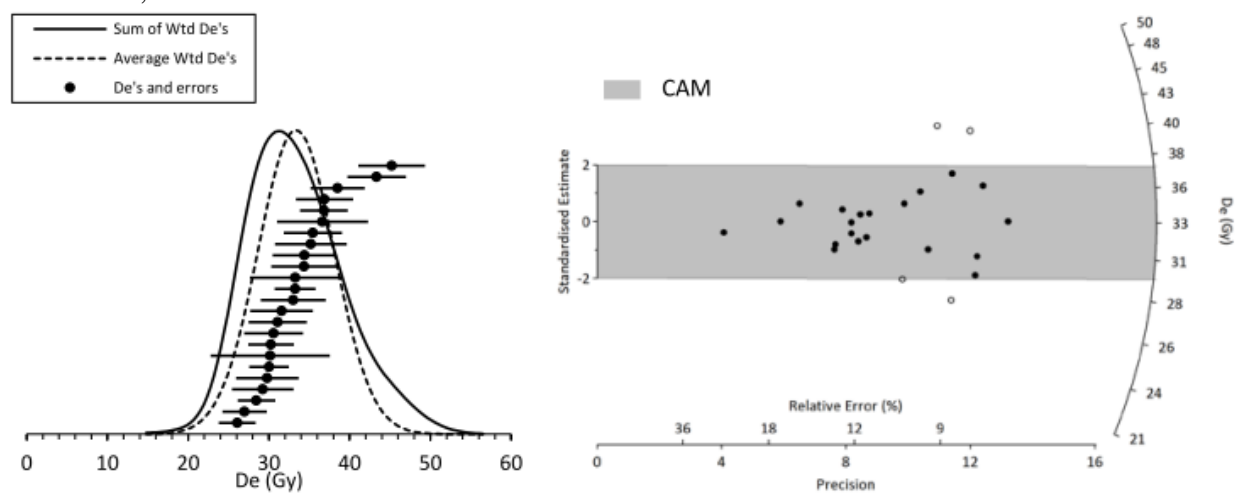 Sum of Wtd De's
Average Wtd De's
De's and errors
0 10 20 30 40 50 60
De (Gy)
CAM
Standardised Estimate
2
0
-2
50
48
45
43
40
38
36
33
31
28
26
24
21
De (Gy)
Relative Error (%)
36 18 12 9
0 4 8 12 16
Precision